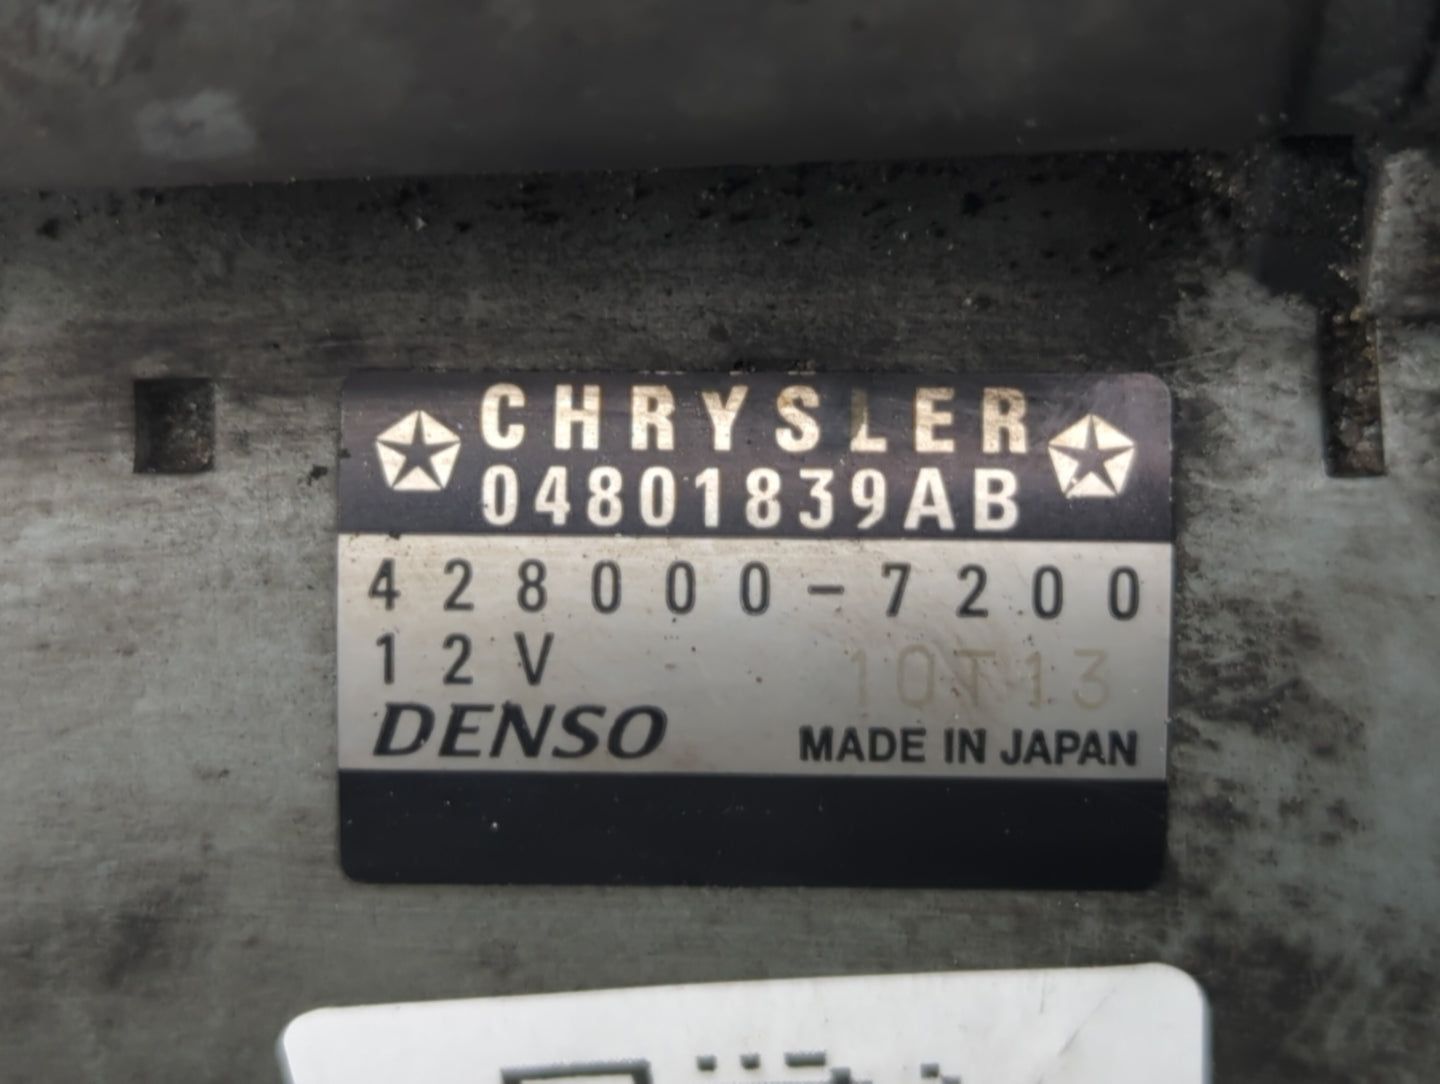 CHRYSLER
04801839AB
428000-7200
12V 10T13
DENSO MADE IN JAPAN